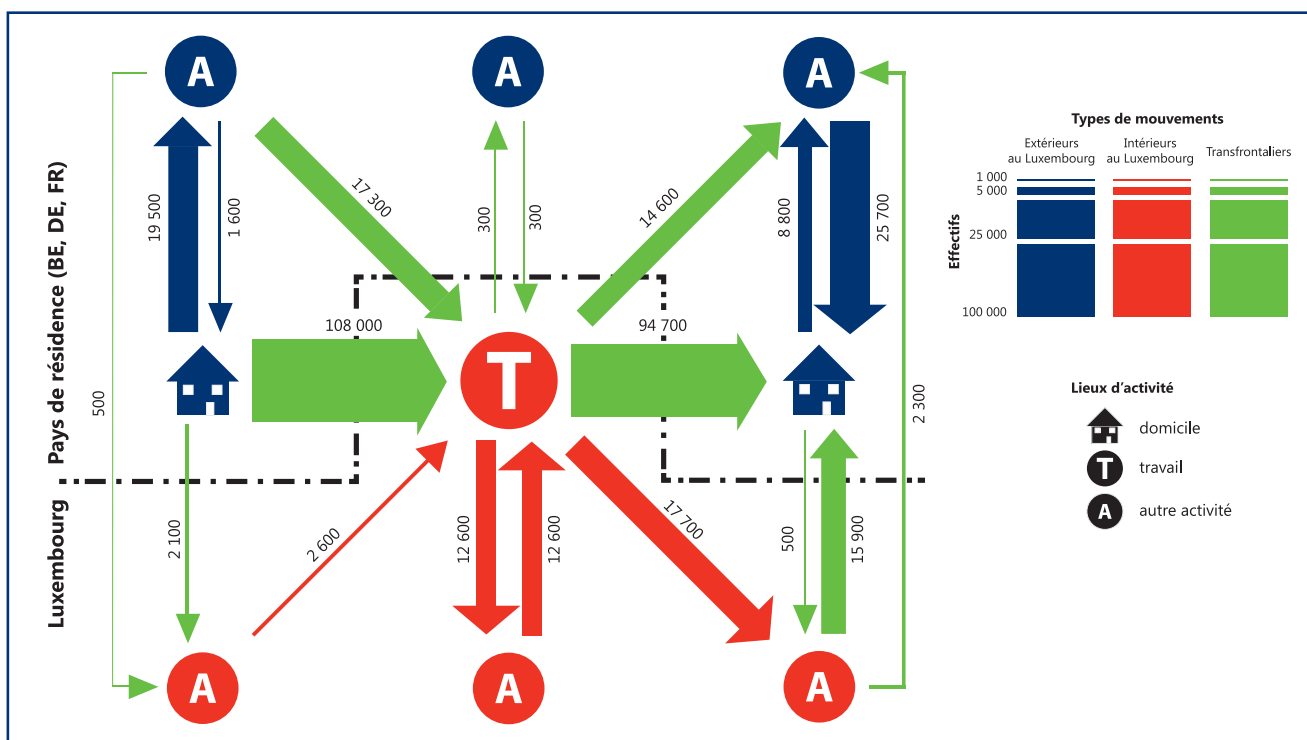 A
A
A
Pays de résidence (BE, DE, FR)
Luxembourg
19 500
1 600
17 300
300
300
14 600
8 800
25 700
108 000
T
94 700
500
2 300
2 100
2 600
12 600
12 600
17 700
500
15 900
A
A
A
Types de mouvements
Extérieurs
au Luxembourg
Intérieurs
au Luxembourg
Transfrontaliers
Effectifs
1 000
5 000
25 000
100 000
Lieux d'activité
domicile
T travail
A autre activité